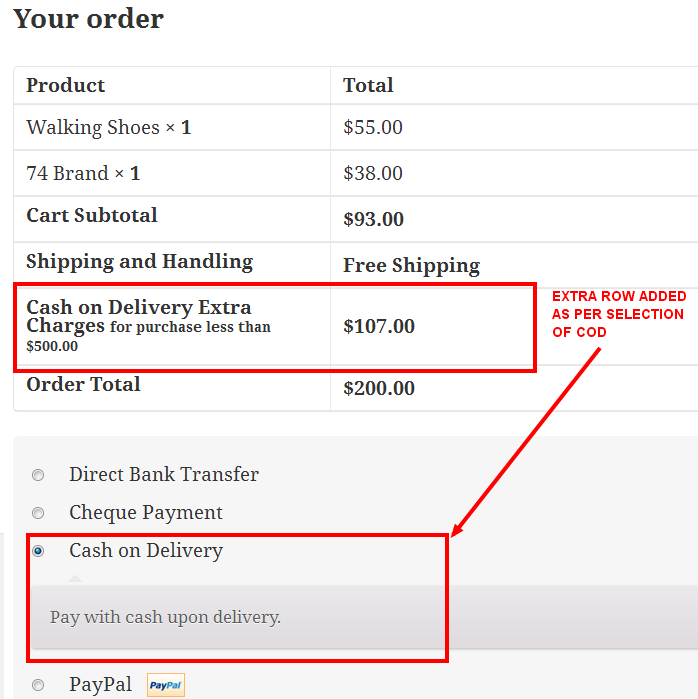 Your order
Product Total
Walking Shoes × 1 $55.00
74 Brand × 1 $38.00
Cart Subtotal $93.00
Shipping and Handling Free Shipping
Cash on Delivery Extra
Charges for purchase less than $107.00
$500.00
EXTRA ROW ADDED
AS PER SELECTION
OF COD
Order Total $200.00
Direct Bank Transfer
Cheque Payment
Cash on Delivery
Pay with cash upon delivery.
PayPal PayPal